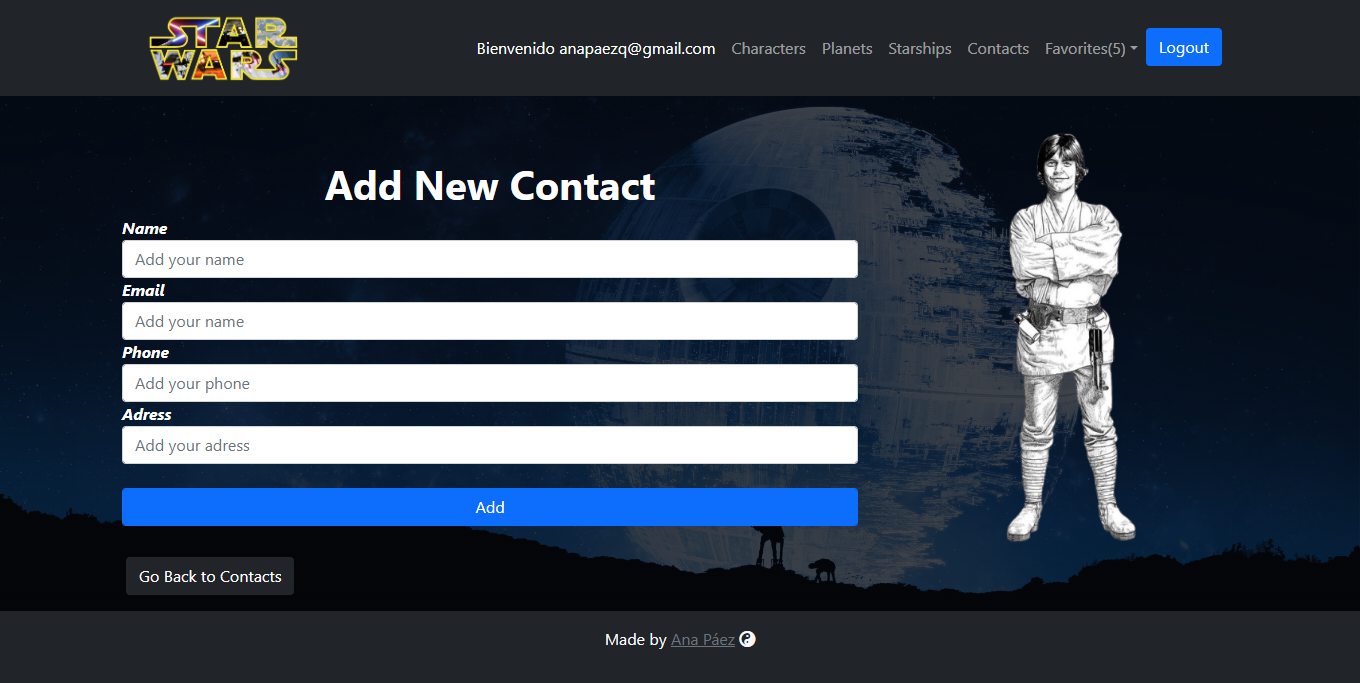 STAR
WARS
Bienvenido anapaezq@gmail.com Characters Planets Starships Contacts Favorites(5) Logout
Add New Contact
Name
Add your name
Email
Add your name
Phone
Add your phone
Adress
Add your adress
Add
Go Back to Contacts
Made by Ana Páez